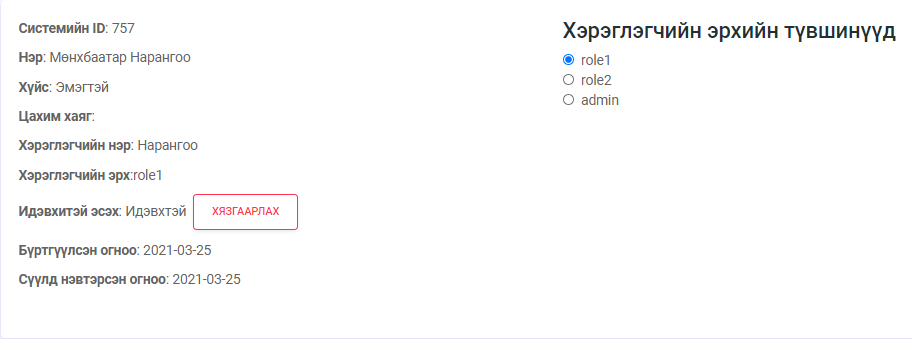 Системийн ID: 757
Нэр: Мөнхбаатар Нарангоо
Хүйс: Эмэгтэй
Цахим хаяг:
Хэрэглэгчийн нэр: Нарангоо
Хэрэглэгчийн эрх:role1
Идэвхитэй эсэх: Идэвхтэй ХЯЗГААРЛАХ
Бүртгүүлсэн огноо: 2021-03-25
Сүүлд нэвтэрсэн огноо: 2021-03-25
Хэрэглэгчийн эрхийн түвшинүүд
role1
role2
admin